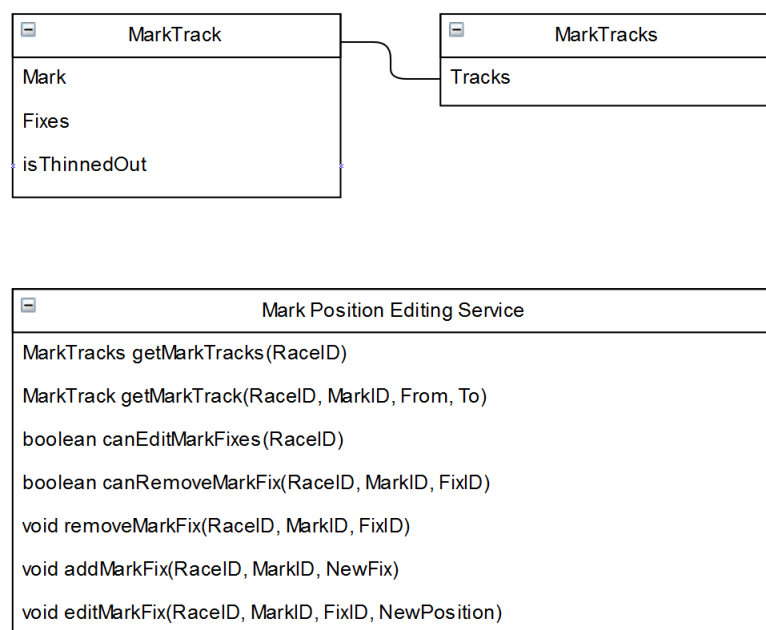 MarkTrack
Mark
Fixes
isThinnedOut
MarkTracks
Tracks
Mark Position Editing Service
MarkTracks getMarkTracks(RaceID)
MarkTrack getMarkTrack(RaceID, MarkID, From, To)
boolean canEditMarkFixes(RaceID)
boolean canRemoveMarkFix(RaceID, MarkID, FixID)
void removeMarkFix(RaceID, MarkID, FixID)
void addMarkFix(RaceID, MarkID, NewFix)
void editMarkFix(RaceID, MarkID, FixID, NewPosition)